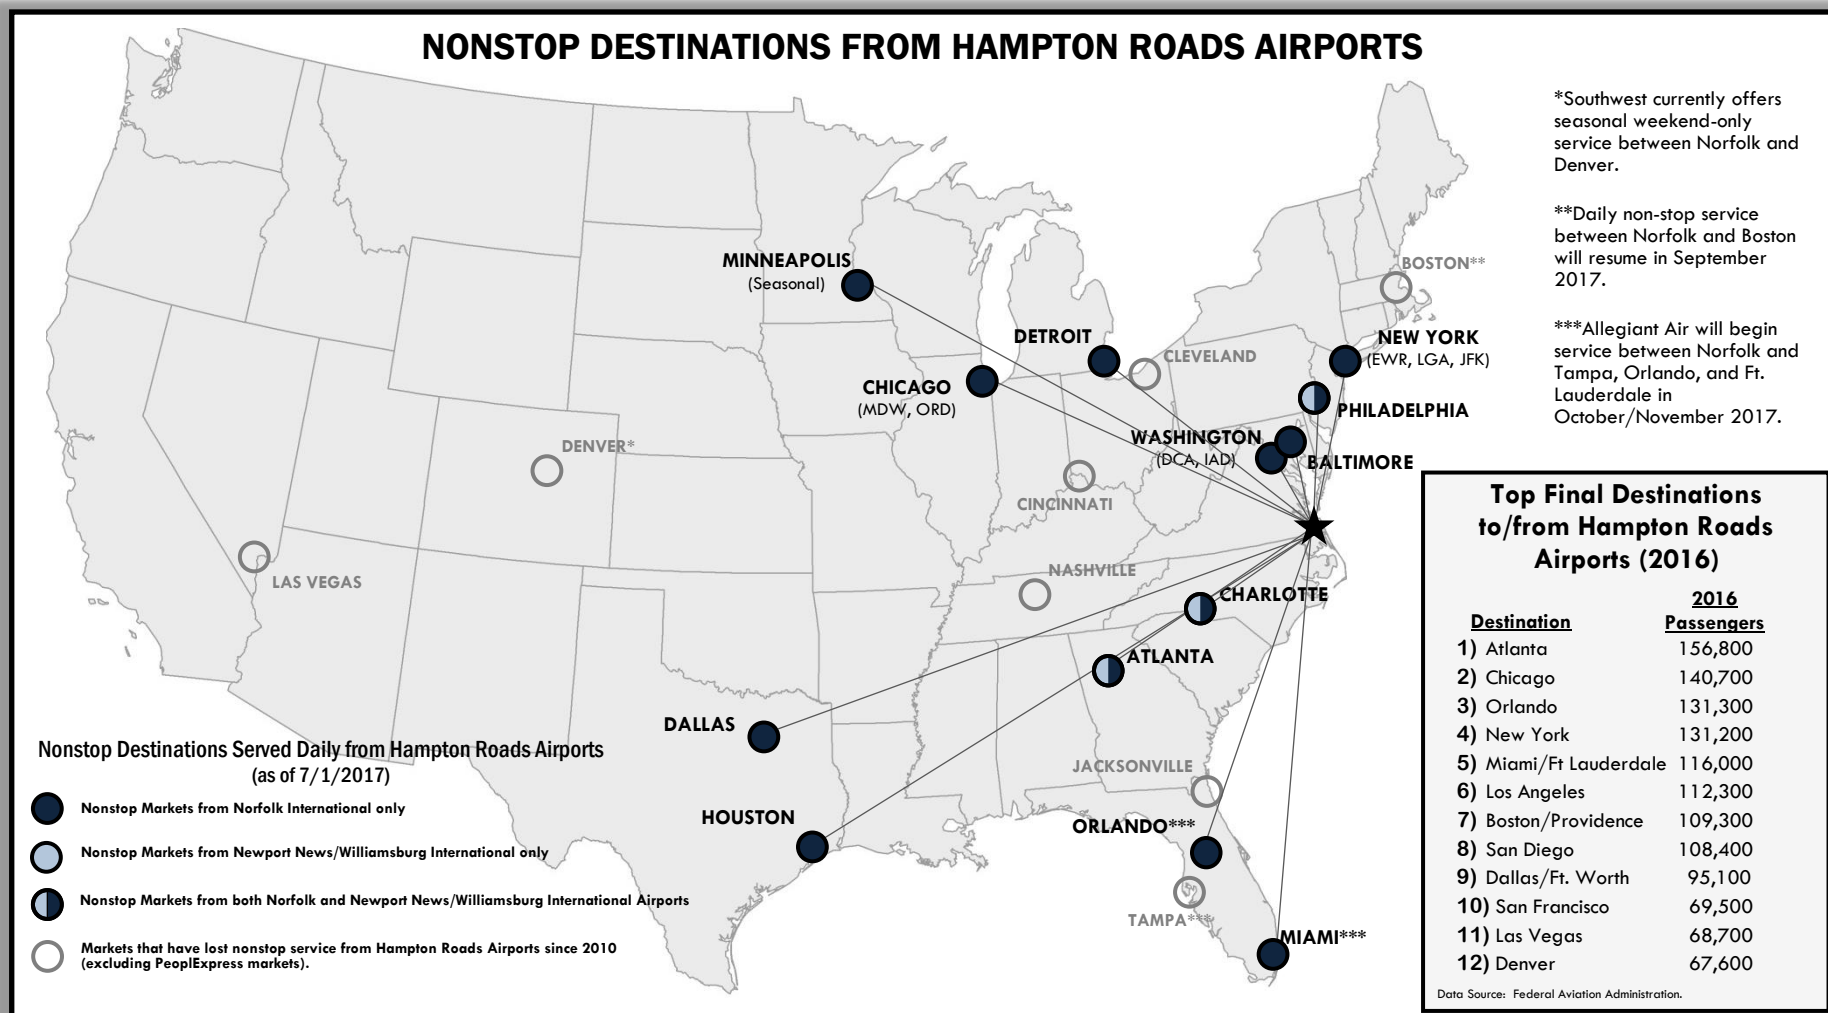 NONSTOP DESTINATIONS FROM HAMPTON ROADS AIRPORTS
*Southwest currently offers
seasonal weekend-only
service between Norfolk and
Denver.
**Daily non-stop service
between Norfolk and Boston
will resume in September
2017.
***Allegiant Air will begin
service between Norfolk and
Tampa, Orlando, and Ft.
Lauderdale in
October/November 2017.
MINNEAPOLIS
(Seasonal)
BOSTON**
DETROIT
NEW YORK
(EWR, LGA, JFK)
CLEVELAND
CHICAGO
(MDW, ORD)
PHILADELPHIA
WASHINGTON
(DCA, IAD)
BALTIMORE
DENVER*
CINCINNATI
LAS VEGAS
NASHVILLE
CHARLOTTE
ATLANTA
DALLAS
JACKSONVILLE
HOUSTON
ORLANDO***
TAMPA***
MIAMI***
Nonstop Destinations Served Daily from Hampton Roads Airports
(as of 7/1/2017)
Nonstop Markets from Norfolk International only
Nonstop Markets from Newport News/Williamsburg International only
Nonstop Markets from both Norfolk and Newport News/Williamsburg International Airports
Markets that have lost nonstop service from Hampton Roads Airports since 2010
(excluding PeoplExpress markets).
Top Final Destinations
to/from Hampton Roads
Airports (2016)
2016
Destination Passengers
1) Atlanta 156,800
2) Chicago 140,700
3) Orlando 131,300
4) New York 131,200
5) Miami/Ft Lauderdale 116,000
6) Los Angeles 112,300
7) Boston/Providence 109,300
8) San Diego 108,400
9) Dallas/Ft. Worth 95,100
10) San Francisco 69,500
11) Las Vegas 68,700
12) Denver 67,600
Data Source: Federal Aviation Administration.